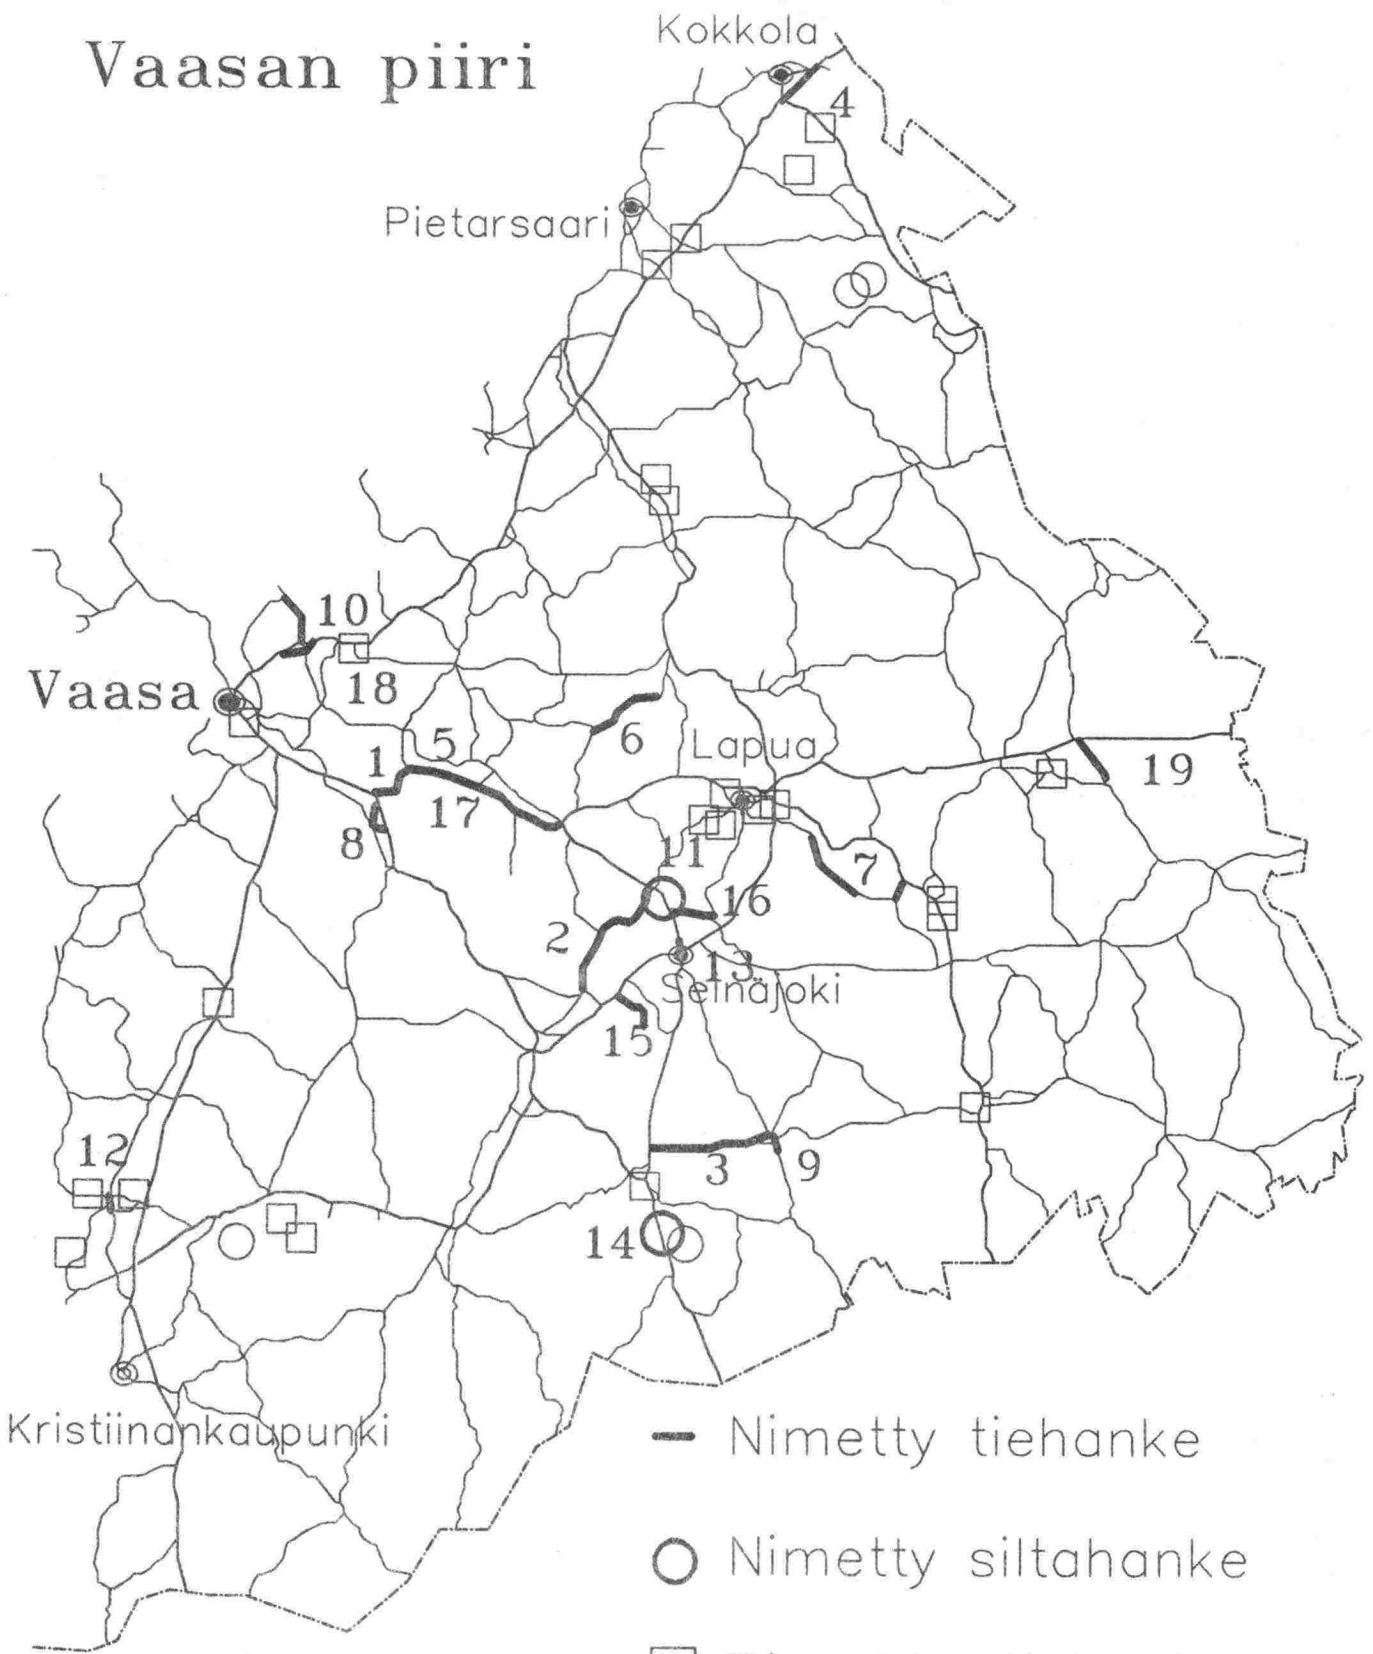 Kokkola
Vaasan piiri
4
Pietarsaari
10
Vaasa
18
6
Lapua
5
1
19
17
8
11
7
16
2
13
Seinäjoki
15
12
3
9
14
Kristiinankaupunki
Nimetty tiehanke
Nimetty siltahanke